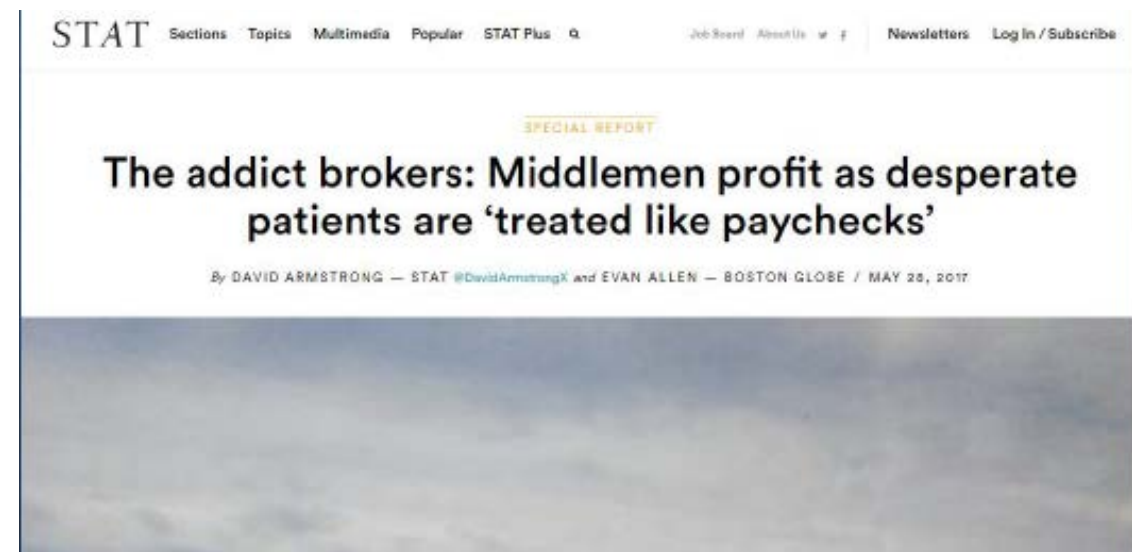 STAT Sections Topics Multimedia Popular STAT Plus Job Board About Us Newsletters Log In / Subscribe
SPECIAL REPORT
The addict brokers: Middlemen profit as desperate
patients are ‘treated like paychecks’
By DAVID ARMSTRONG — STAT @DavidArmstrongX and EVAN ALLEN — BOSTON GLOBE / MAY 28, 2017